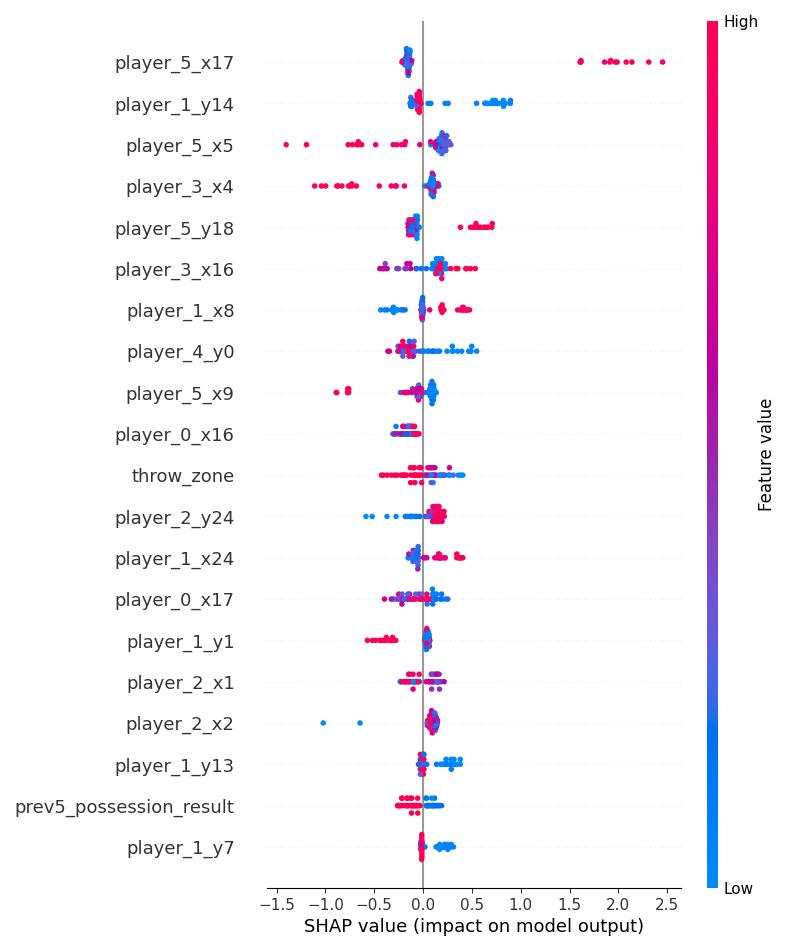 High
player_5_x17
player_1_y14
player_5_x5
player_3_x4
player_5_y18
player_3_x16
player_1_x8
player_4_y0
player_5_x9
player_0_x16
throw_zone
player_2_y24
player_1_x24
player_0_x17
player_1_y1
player_2_x1
player_2_x2
player_1_y13
prev5_possession_result
player_1_y7
Feature value
Low
−1.5 −1.0 −0.5 0.0 0.5 1.0 1.5 2.0 2.5
SHAP value (impact on model output)